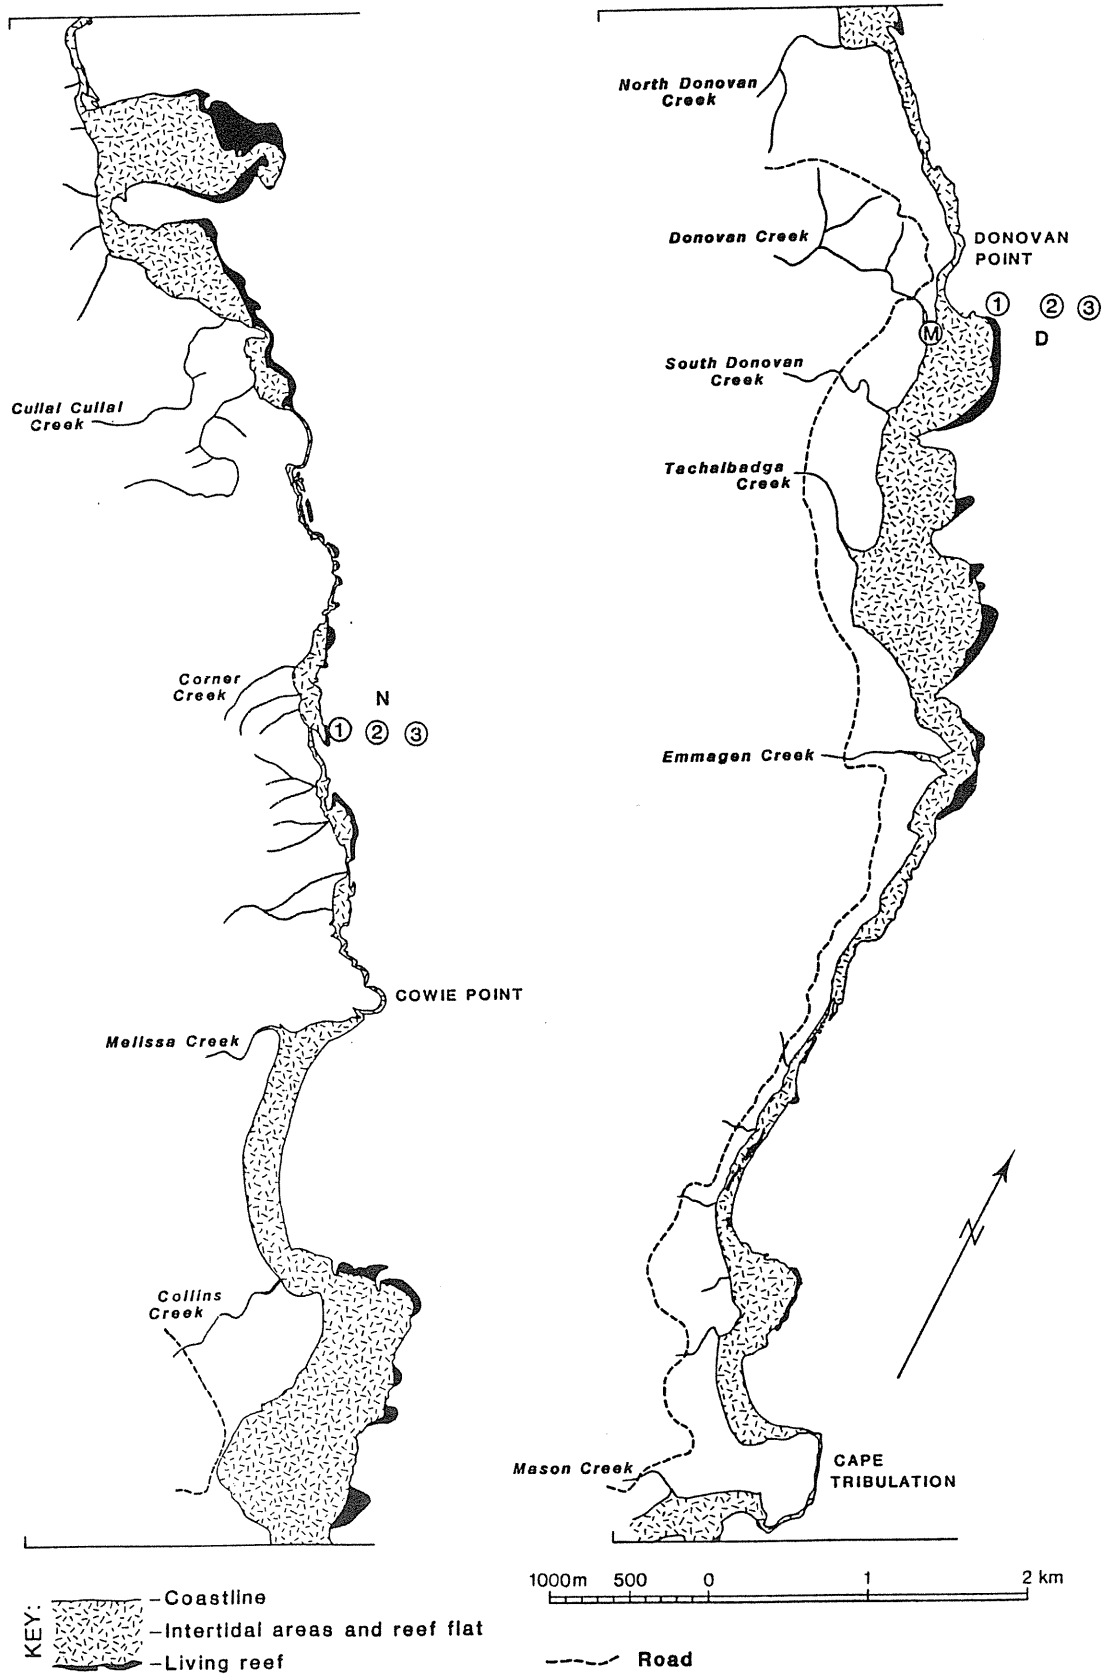 Cullal Cullal
Creek
Corner
Creek
N
1 2 3
COWIE POINT
Melissa Creek
Collins
Creek
North Donovan
Creek
Donovan Creek
DONOVAN
POINT
1 2 3
M
D
South Donovan
Creek
Tachalbadga
Creek
Emmagen Creek
N
Mason Creek
CAPE
TRIBULATION
KEY:
Coastline
Intertidal areas and reef flat
Living reef
1000m 500 0 1 2 km
Road